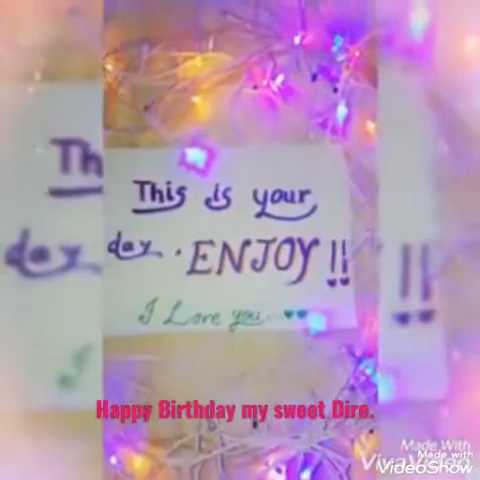 This is your
day. ENJOY !!
I Love you...
Happy Birthday my sweet Dire.
Made With
VivaVideo
Made with
VideoShow